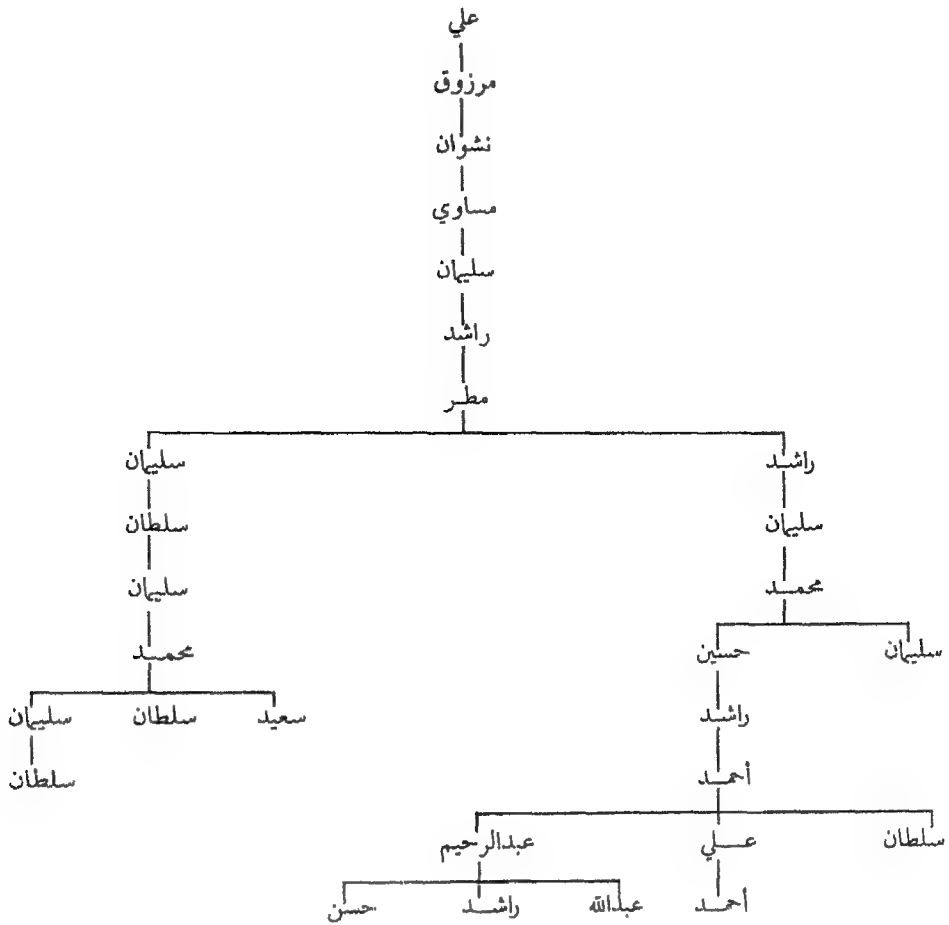 علي
مرزوق
نشوان
مساوي
سليمان
راشد
مطر
راشد سليمان
سليمان سلطان
محمد سليمان
سليمان حسين محمد
راشد سعيد سلطان سليمان
أحمد سلطان
سلطان علي عبدالرحيم
أحمد عبدالله راشد حسن